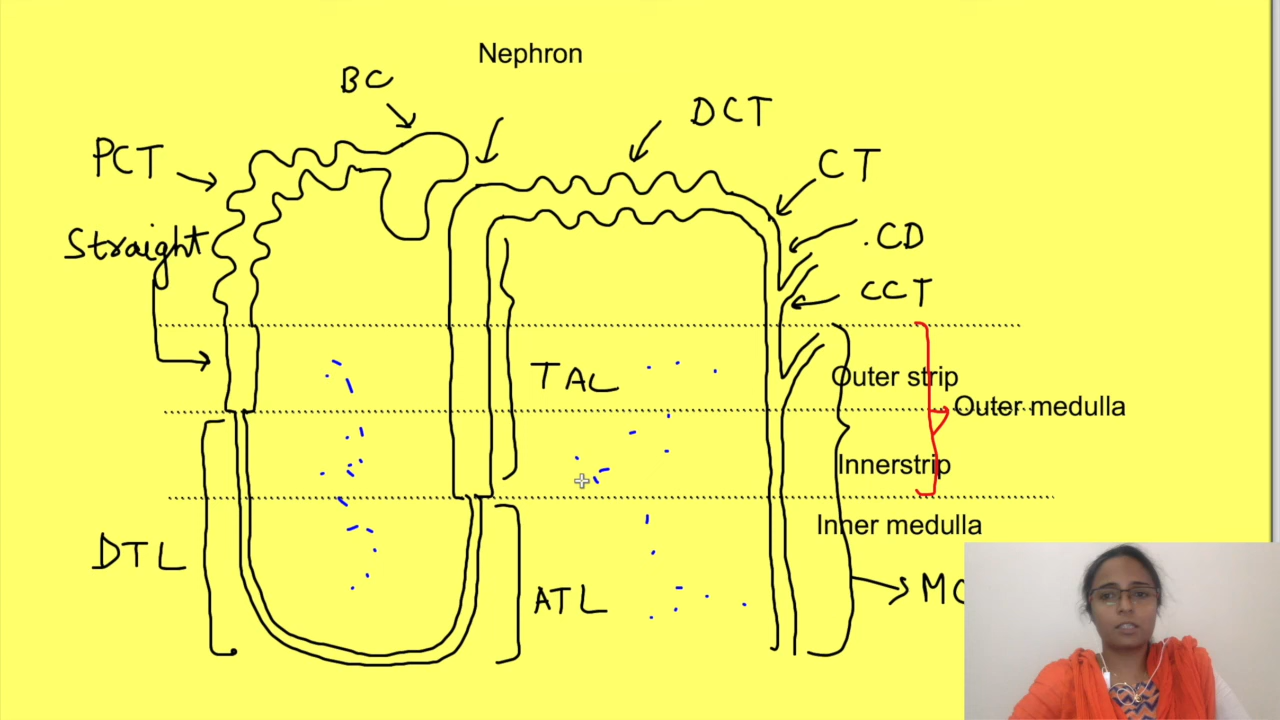 Nephron
BC
DCT
PCT
CT
Straight
.CD
CCT
TAL
Outer strip
Outer medulla
Innerstrip
Inner medulla
DTL
ATL